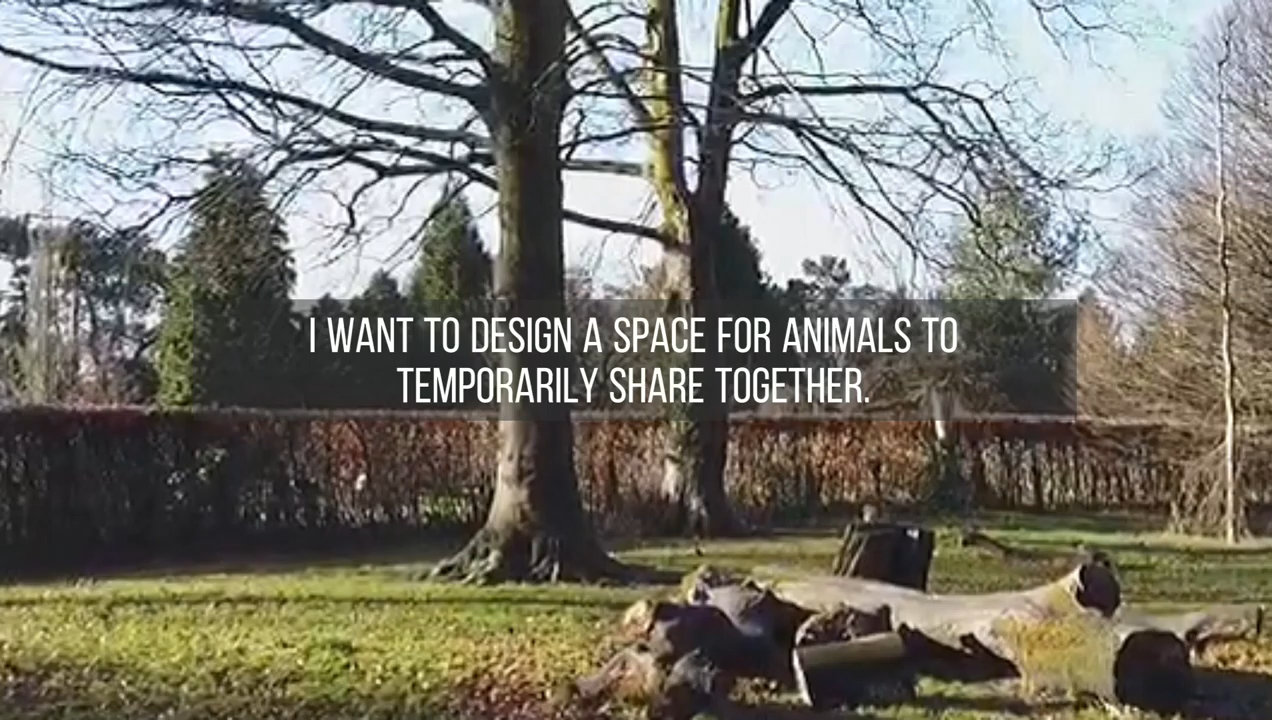 I WANT TO DESIGN A SPACE FOR ANIMALS TO
TEMPORARILY SHARE TOGETHER.